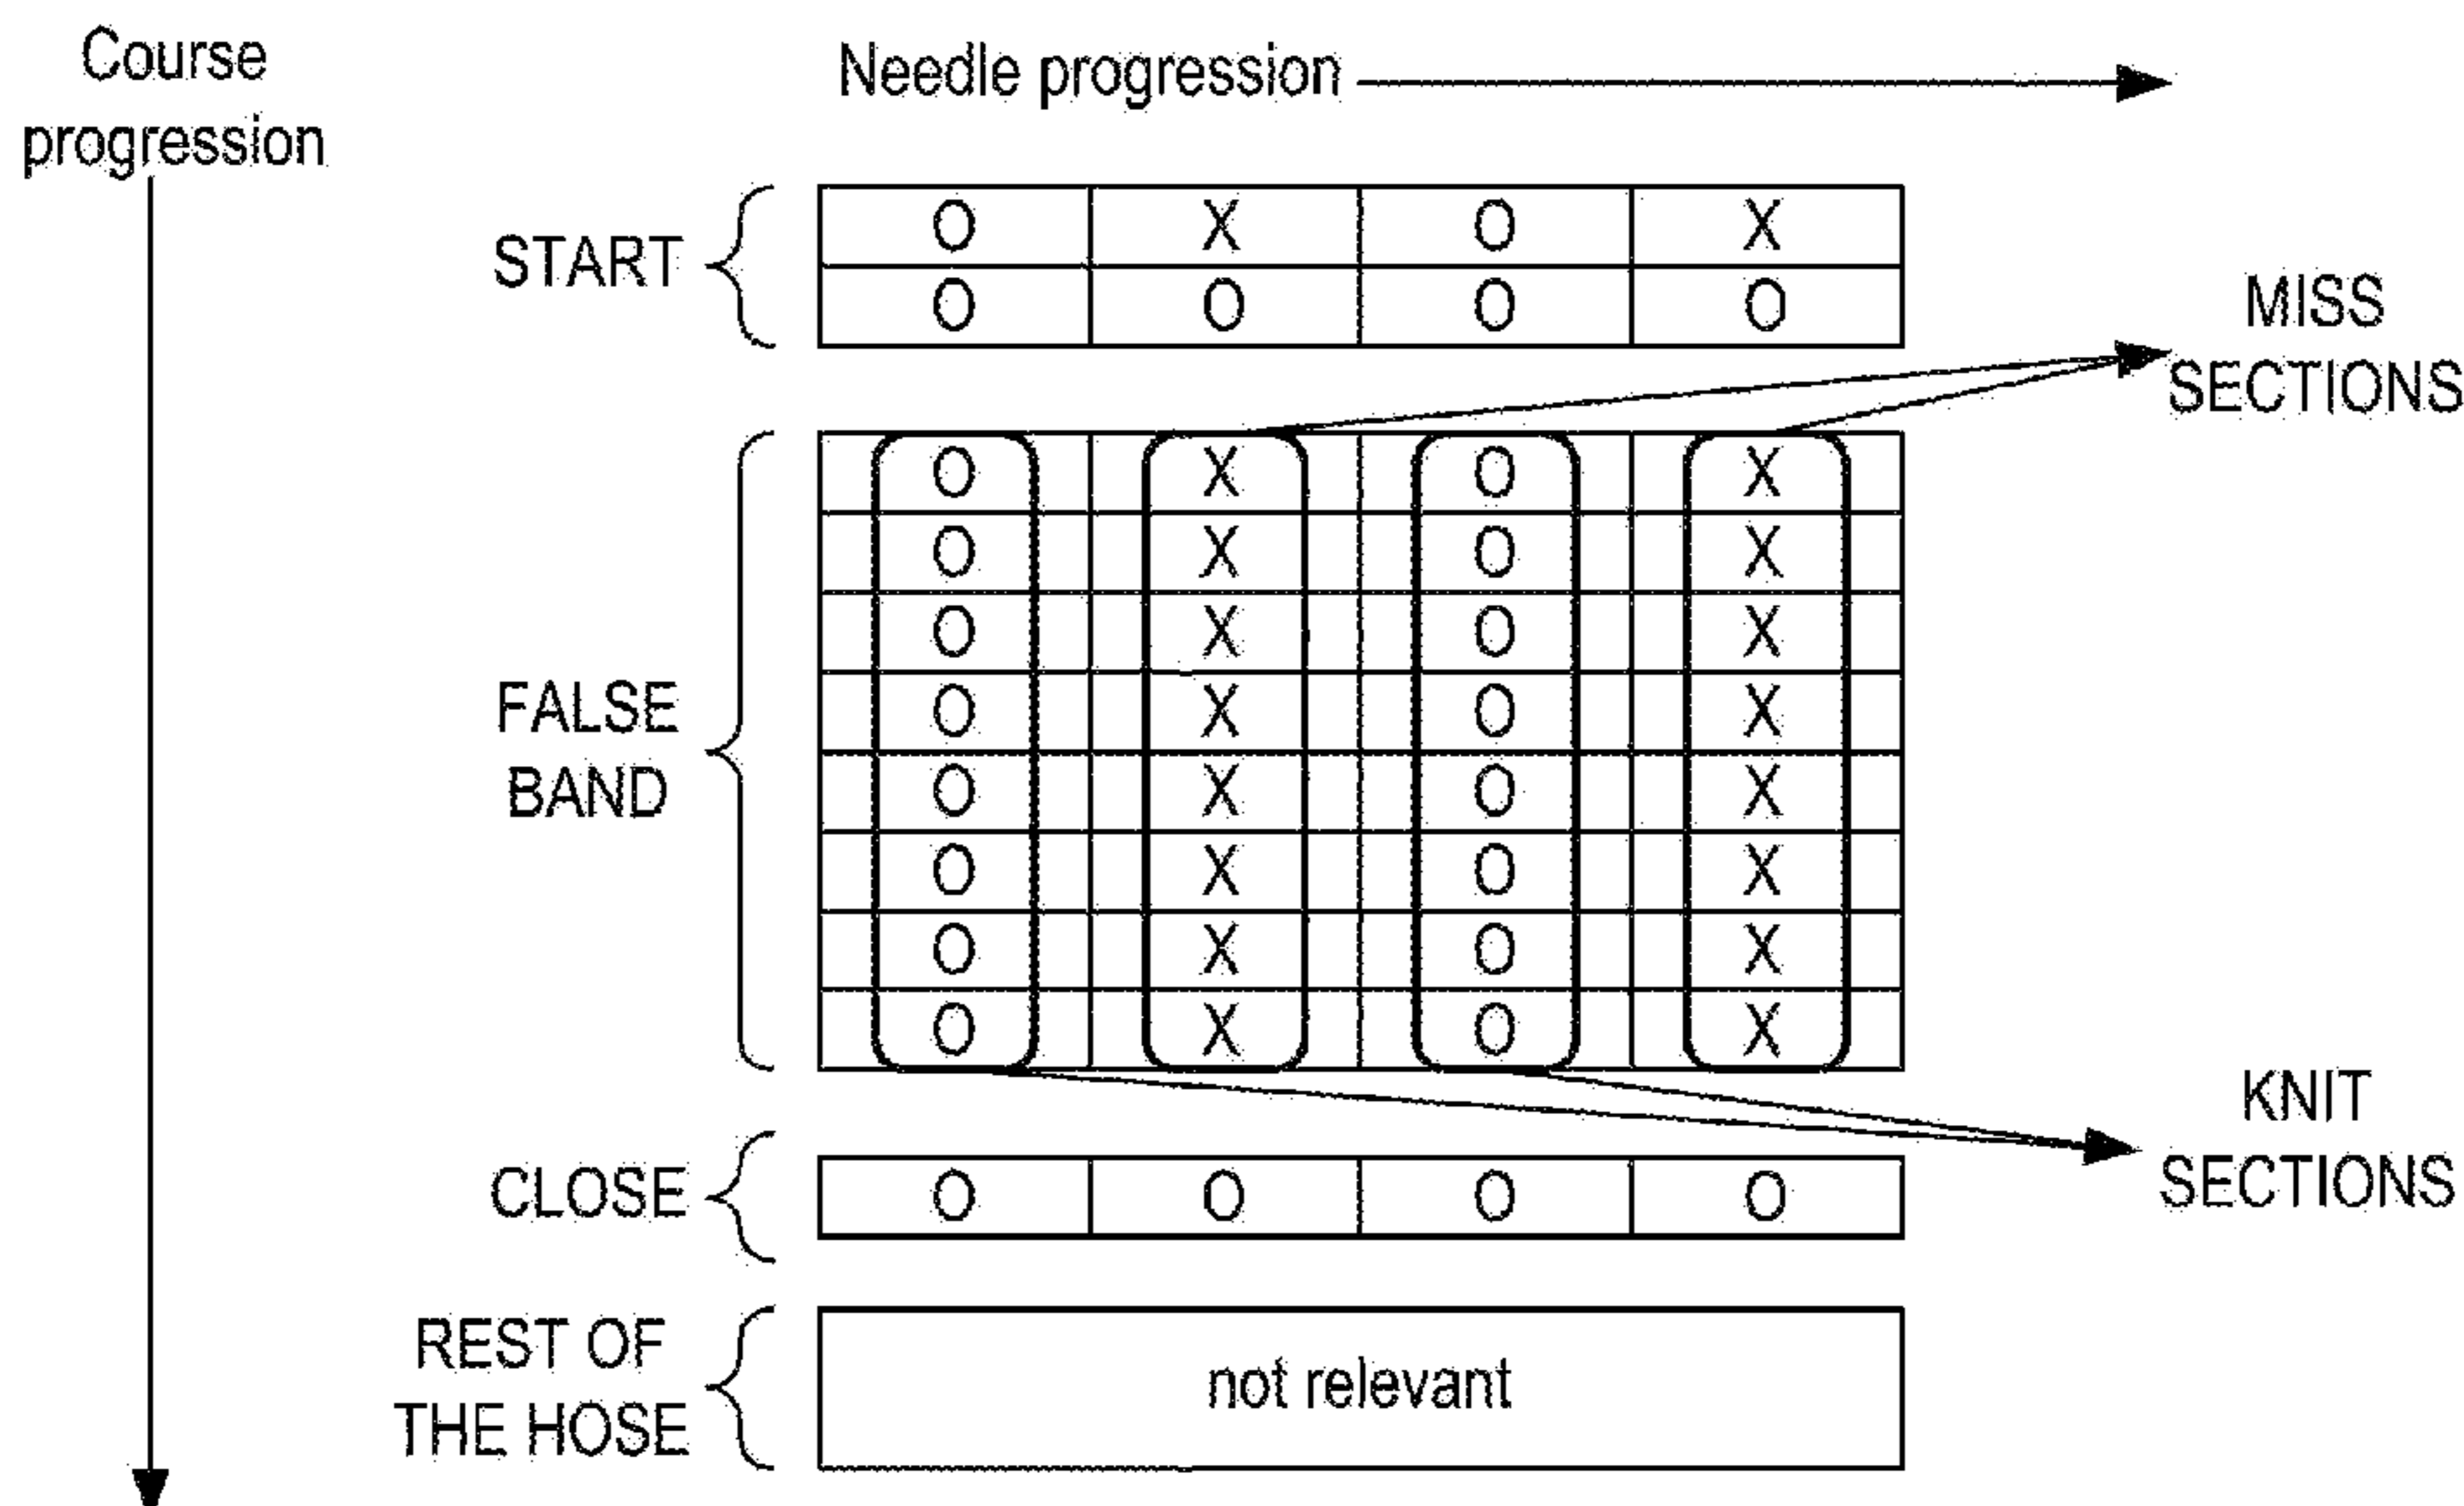 Course
progression
Needle progression
START
O X O X
O O O O
MISS
SECTIONS
FALSE
BAND
O X O X
O X O X
O X O X
O X O X
O X O X
O X O X
O X O X
O X O X
KNIT
SECTIONS
CLOSE
O O O O
REST OF
THE HOSE
not relevant